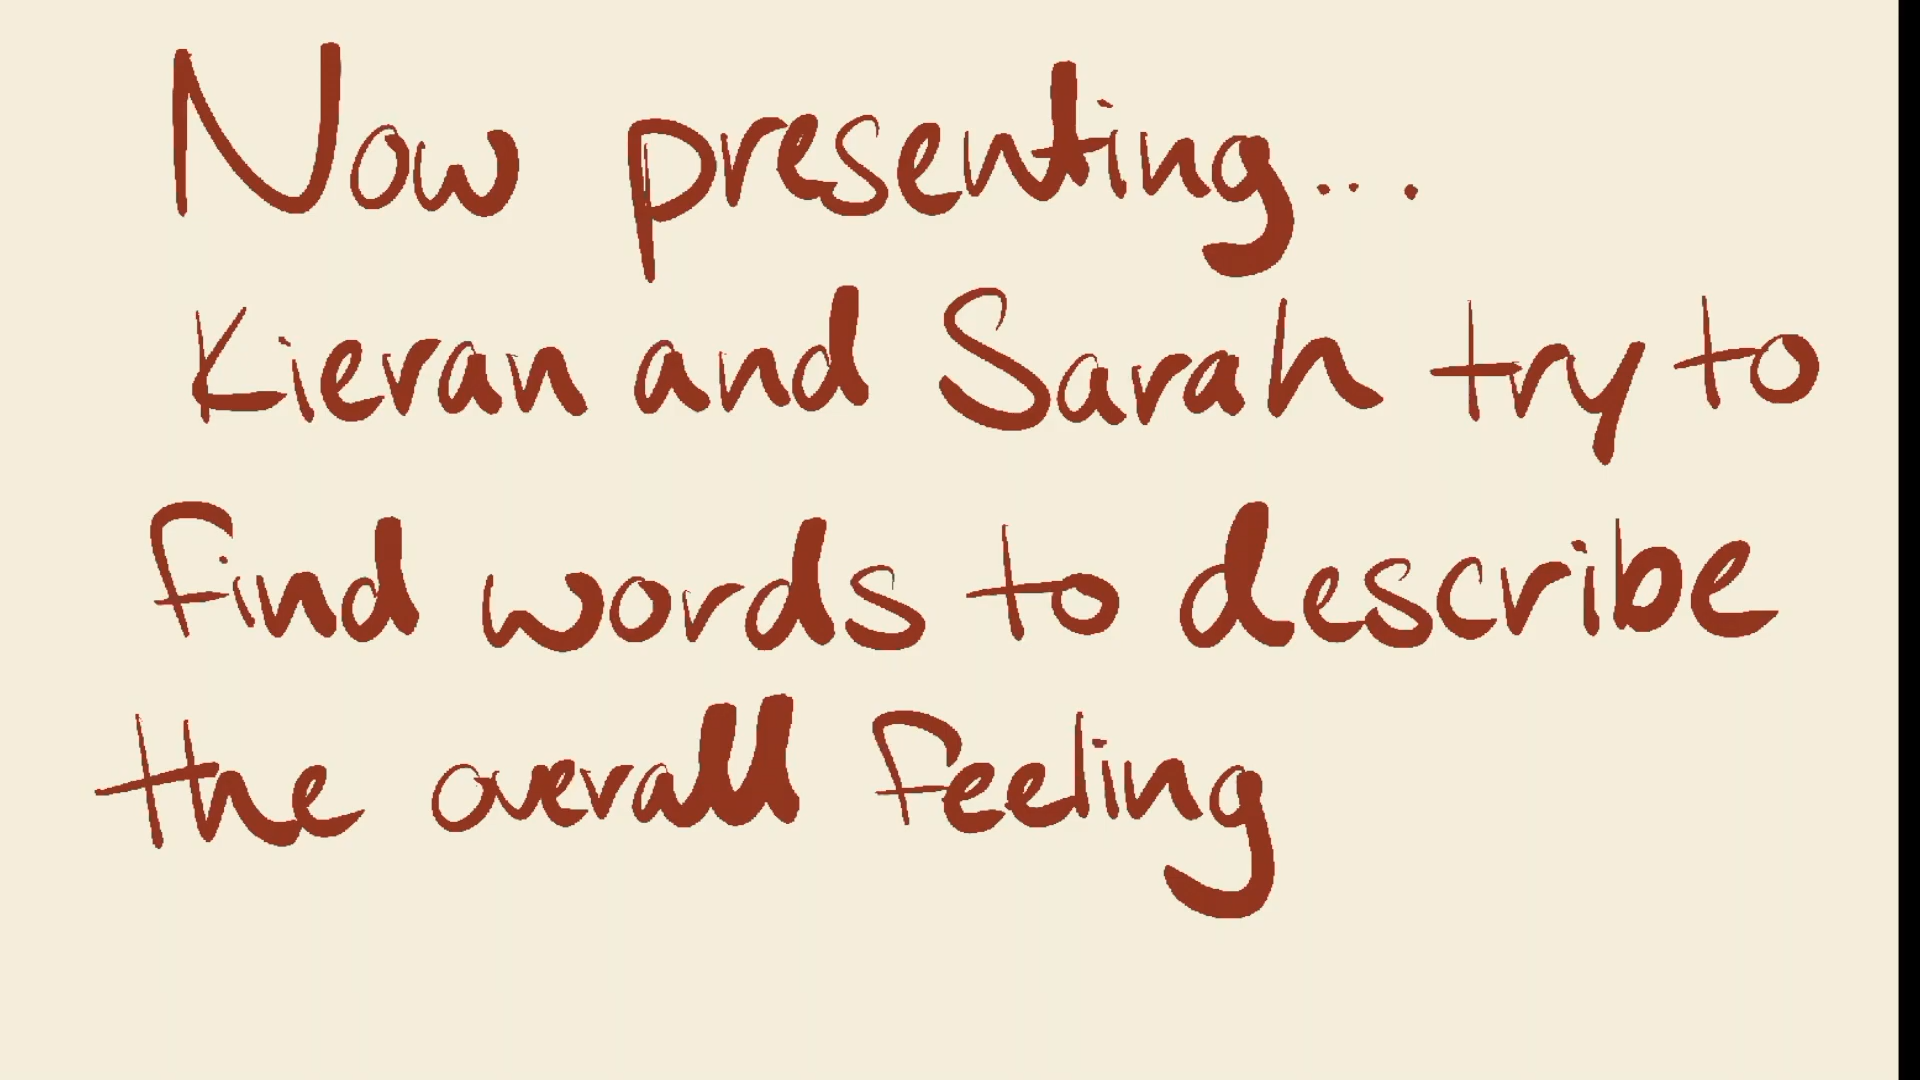 Now presenting...
Kieran and Sarah try to
find words to describe
the overall feeling